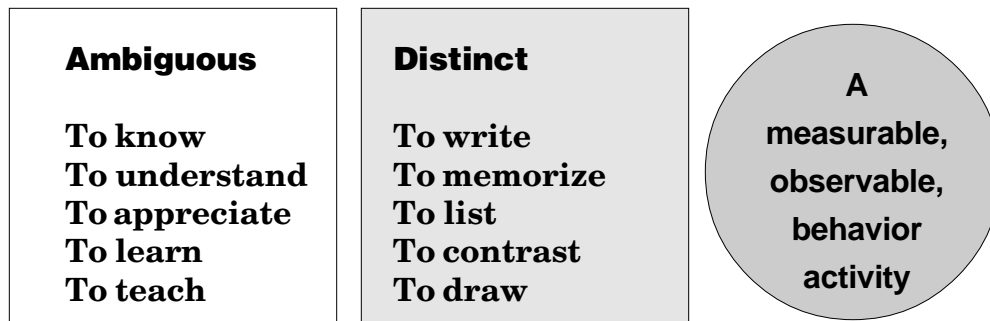 Ambiguous
To know
To understand
To appreciate
To learn
To teach
Distinct
To write
To memorize
To list
To contrast
To draw
A
measurable,
observable,
behavior
activity